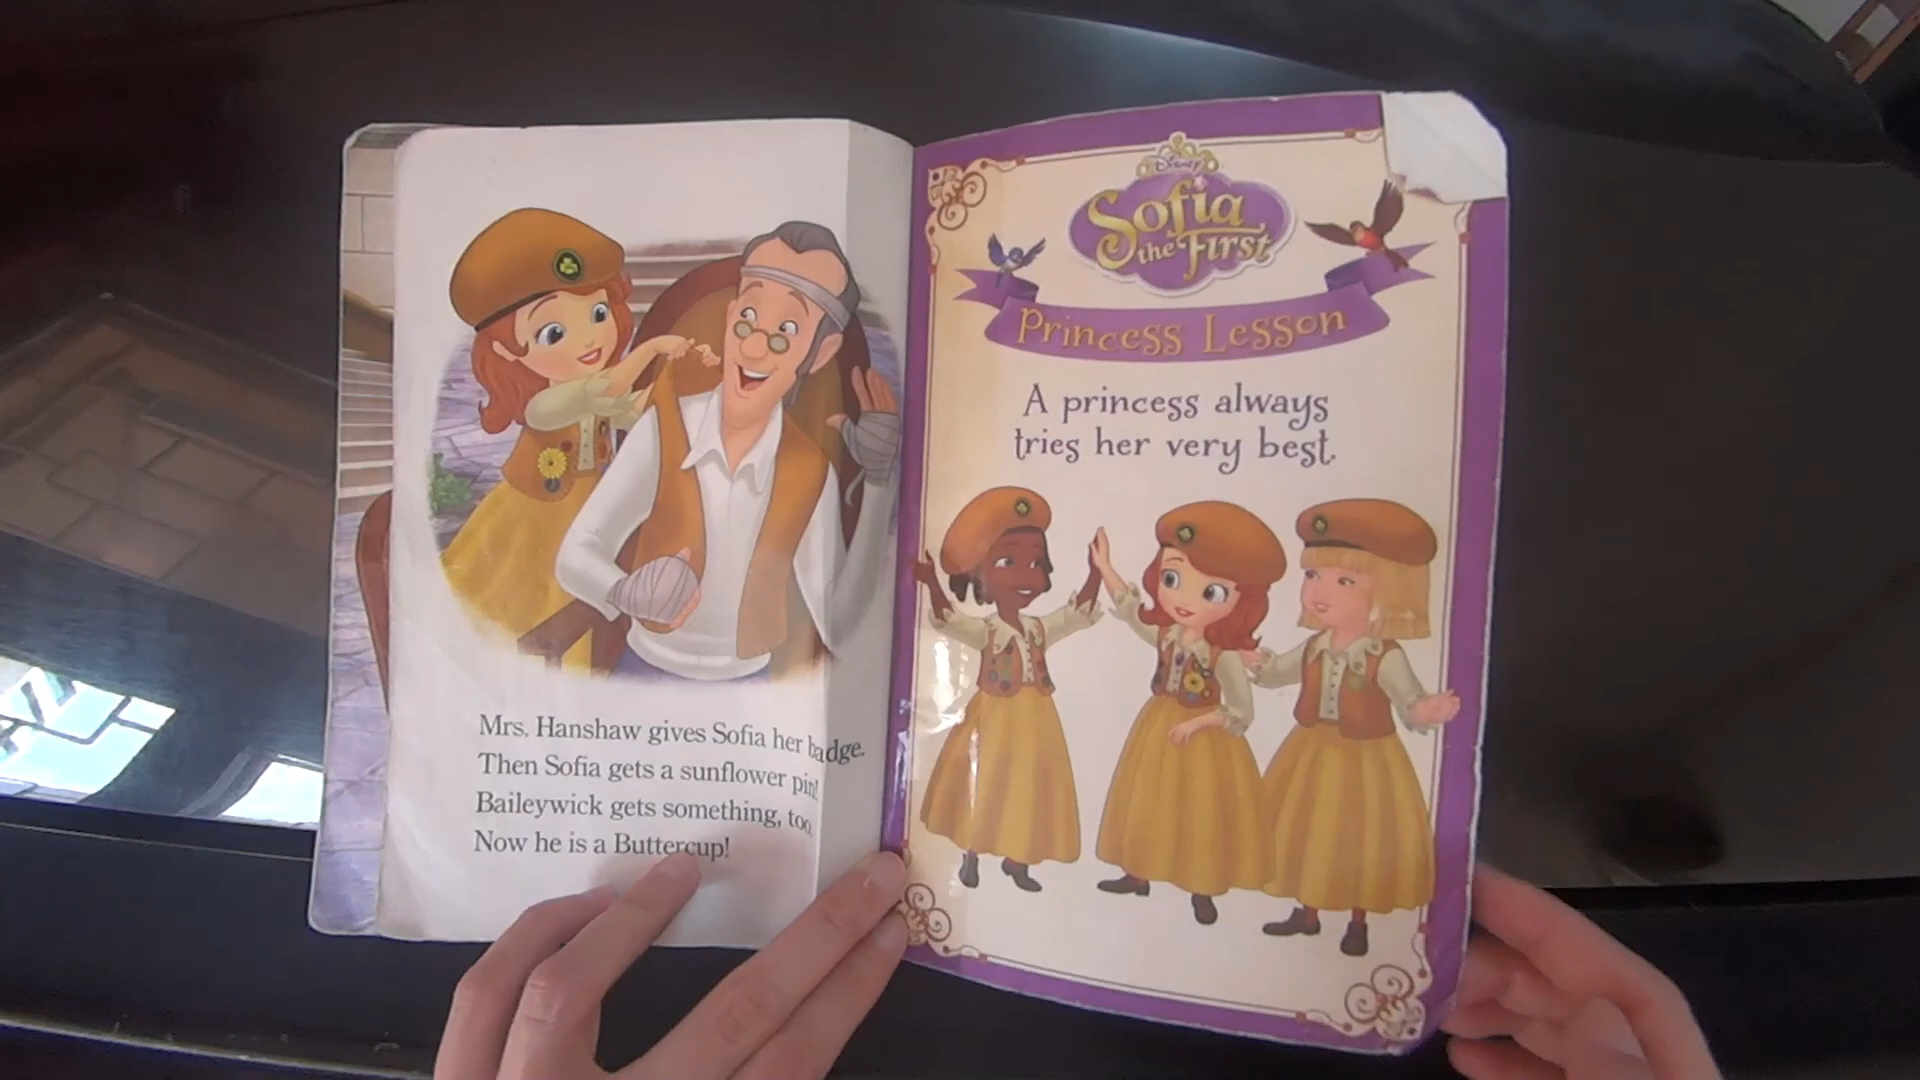 Mrs. Hanshaw gives Sofia her badge.
Then Sofia gets a sunflower pin!
Baileywick gets something, too.
Now he is a Buttercup!
Disney
Sofia
the First
Princess Lesson
A princess always
tries her very best.